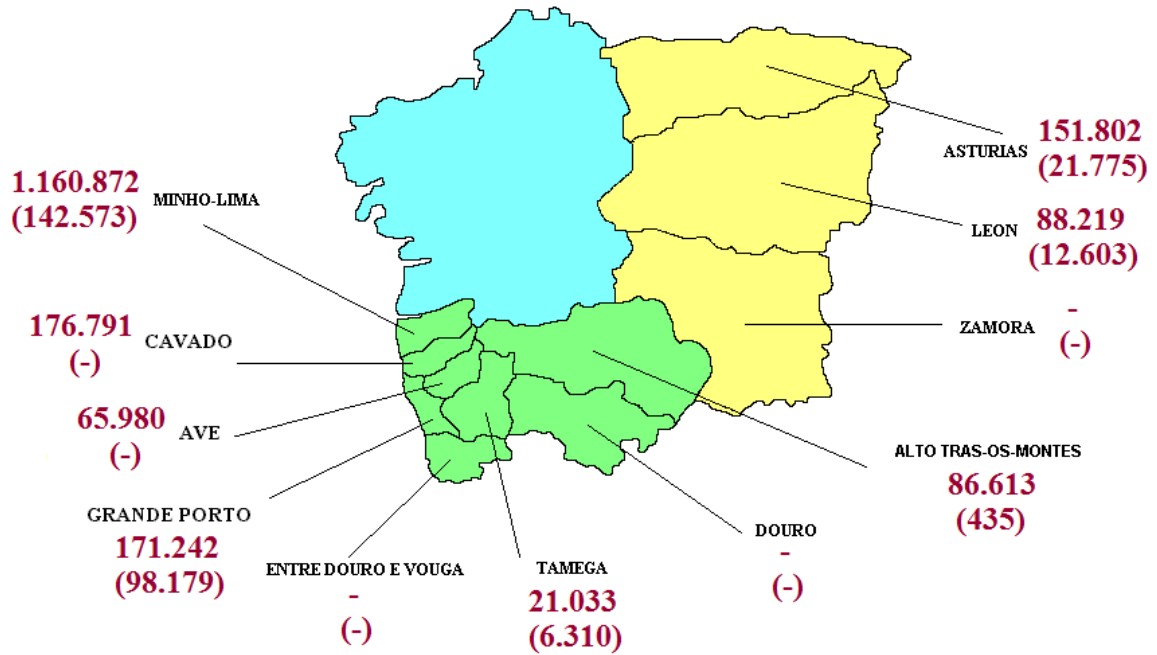 ASTURIAS
151.802
(21.775)
1.160.872
(142.573)
MINHO-LIMA
LEON
88.219
(12.603)
176.791
(-)
CAVADO
ZAMORA
-
(-)
65.980
(-)
AVE
ALTO TRAS-OS-MONTES
86.613
(435)
GRANDE PORTO
171.242
(98.179)
ENTRE DOURO E VOUGA
-
(-)
TAMEGA
21.033
(6.310)
DOURO
-
(-)